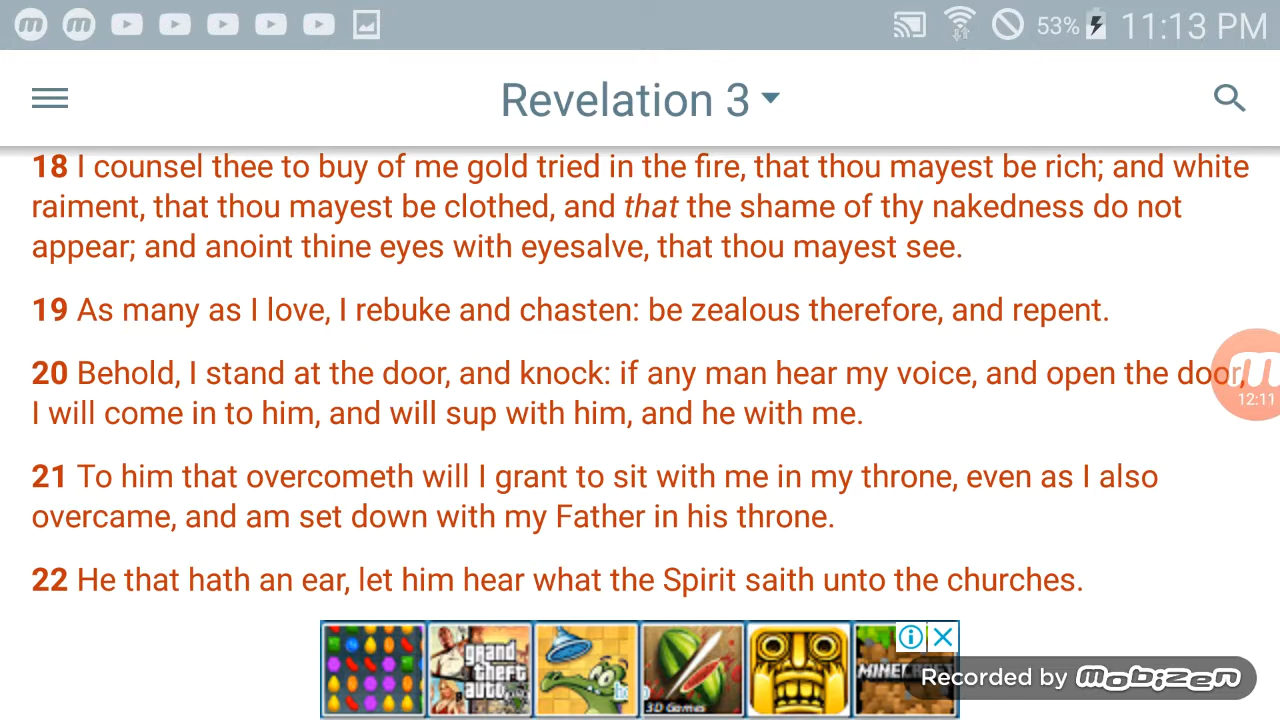 53% 11:13 PM
Revelation 3
18 I counsel thee to buy of me gold tried in the fire, that thou mayest be rich; and white
raiment, that thou mayest be clothed, and that the shame of thy nakedness do not
appear; and anoint thine eyes with eyesalve, that thou mayest see.
19 As many as I love, I rebuke and chasten: be zealous therefore, and repent.
20 Behold, I stand at the door, and knock: if any man hear my voice, and open the door,
I will come in to him, and will sup with him, and he with me.
12:11
21 To him that overcometh will I grant to sit with me in my throne, even as I also
overcame, and am set down with my Father in his throne.
22 He that hath an ear, let him hear what the Spirit saith unto the churches.
grand
theft
auto
3D Games
MINE
Recorded by mobizen